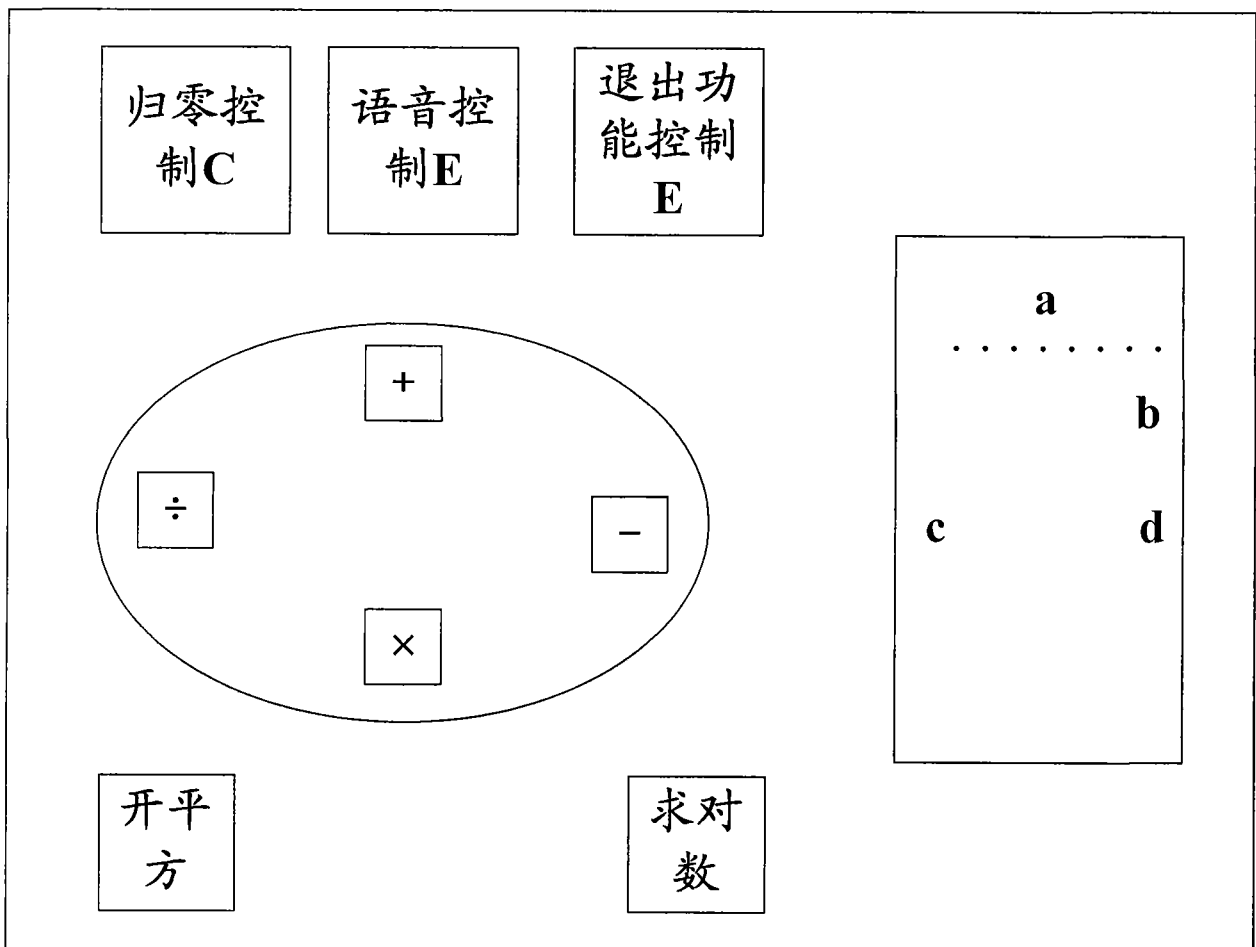 归零控
制C
语音控
制E
退出功
能控制
E
a
. . . . . . . .
b
c
d
+
÷
−
×
开平
方
求对
数